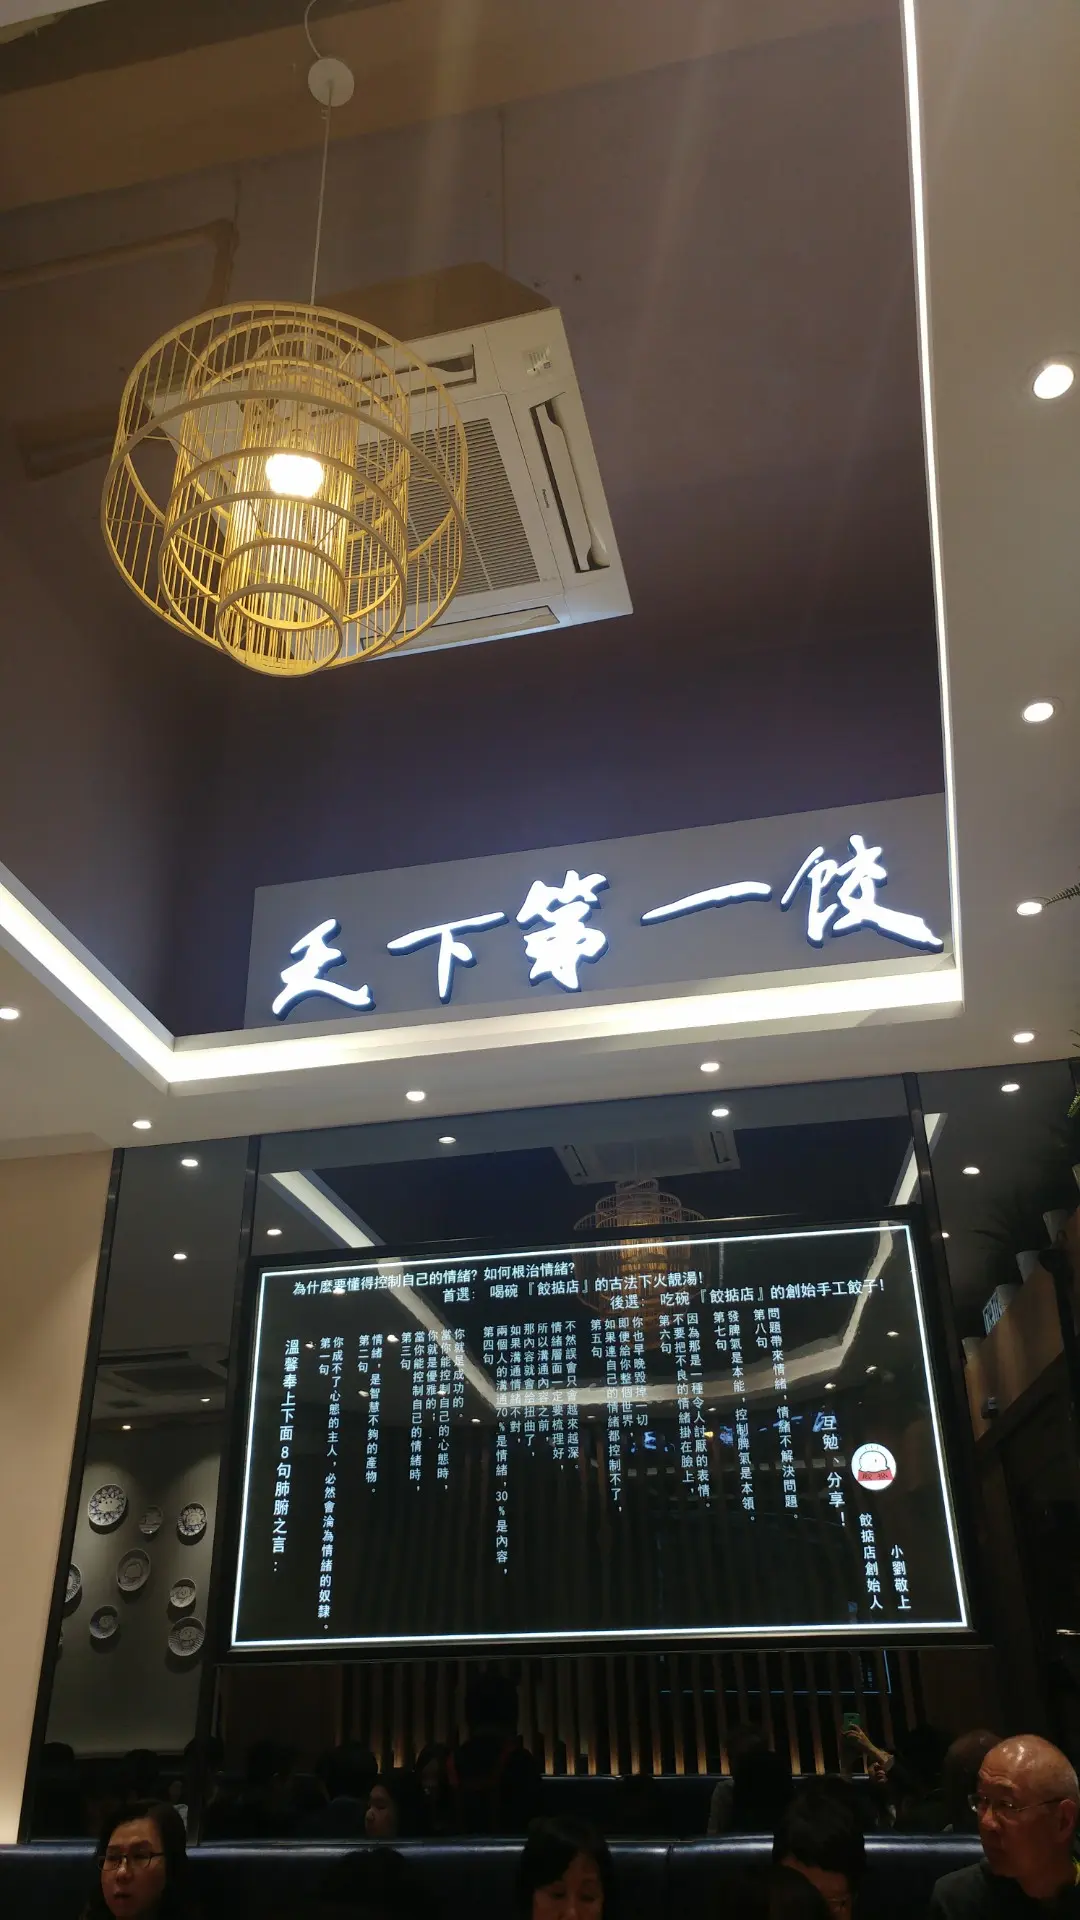 天下第一餃
為什麼要懂得控制自己的情緒？如何根治情緒？
首選：喝碗『餃掂店』的古法下火靚湯！
後選：吃碗『餃掂店』的創始手工餃子！
溫馨奉上下面8句肺腑之言：
第一句
你成不了心態的主人，必然會淪為情緒的奴隸。
第二句
情緒，是智慧不夠的產物。
第三句
當你能控制自己的情緒時，
你就是優雅的；
當你能控制自己的心態時，
你就是成功的。
第四句
兩個人的溝通70%是情緒，30%是內容，
如果溝通情緒不對，
那內容就會給扭曲了，
所以溝通內容之前，
情緒層面一定要梳理好，
不然誤會只會越來越深。
第五句
如果連自己的情緒都控制不了，
即便給你整個世界，
你也早晚毀掉一切。
第六句
不要把不良的情緒掛在臉上，
因為那是一種令人討厭的表情。
第七句
發脾氣是本能，控制脾氣是本領。
第八句
問題帶來情緒，情緒不解決問題。
互勉、分享！
餃掂店創始人
小劉敬上